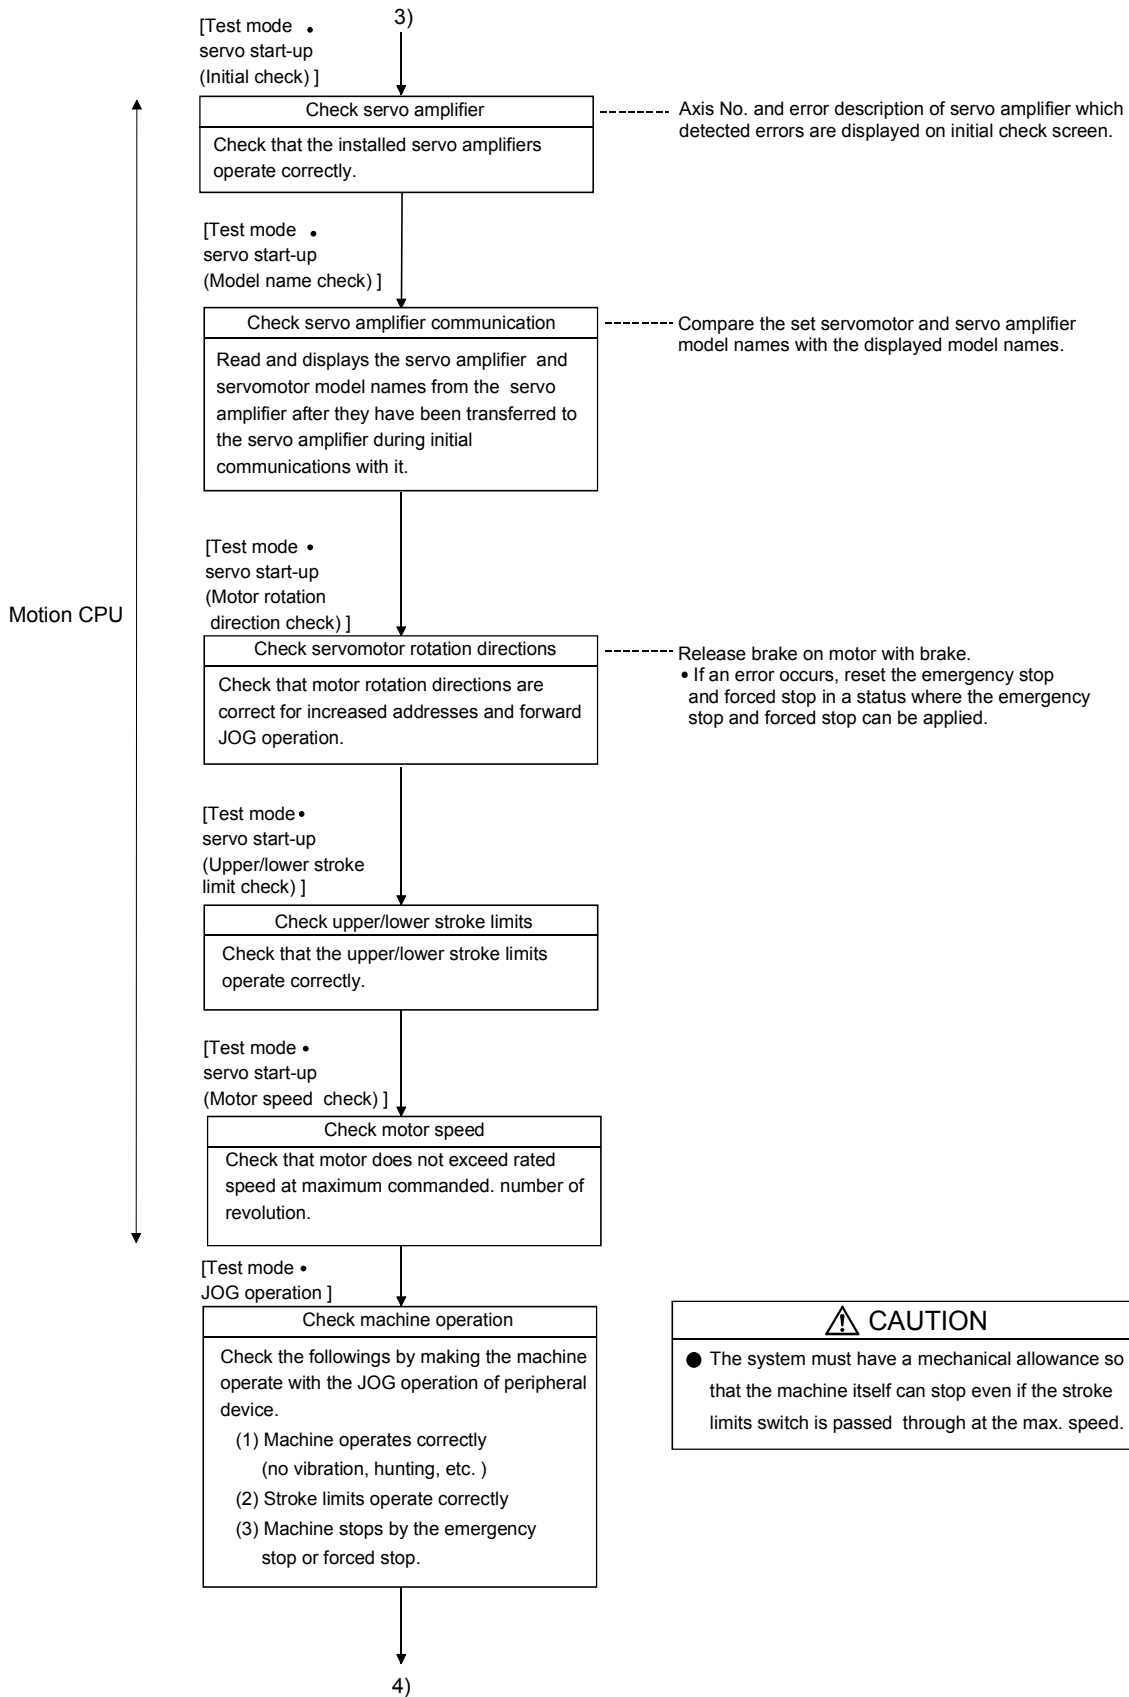 3)
[Test mode •
servo start-up
(Initial check) ]
Check servo amplifier
Check that the installed servo amplifiers
operate correctly.
Axis No. and error description of servo amplifier which
detected errors are displayed on initial check screen.
[Test mode •
servo start-up
(Model name check) ]
Check servo amplifier communication
Read and displays the servo amplifier and
servomotor model names from the servo
amplifier after they have been transferred to
the servo amplifier during initial
communications with it.
Compare the set servomotor and servo amplifier
model names with the displayed model names.
Motion CPU
[Test mode •
servo start-up
(Motor rotation
direction check) ]
Check servomotor rotation directions
Check that motor rotation directions are
correct for increased addresses and forward
JOG operation.
Release brake on motor with brake.
• If an error occurs, reset the emergency stop
and forced stop in a status where the emergency
stop and forced stop can be applied.
[Test mode •
servo start-up
(Upper/lower stroke
limit check) ]
Check upper/lower stroke limits
Check that the upper/lower stroke limits
operate correctly.
[Test mode •
servo start-up
(Motor speed check) ]
Check motor speed
Check that motor does not exceed rated
speed at maximum commanded. number of
revolution.
[Test mode •
JOG operation ]
Check machine operation
Check the followings by making the machine
operate with the JOG operation of peripheral
device.
(1) Machine operates correctly
(no vibration, hunting, etc. )
(2) Stroke limits operate correctly
(3) Machine stops by the emergency
stop or forced stop.
CAUTION
● The system must have a mechanical allowance so
that the machine itself can stop even if the stroke
limits switch is passed through at the max. speed.
4)